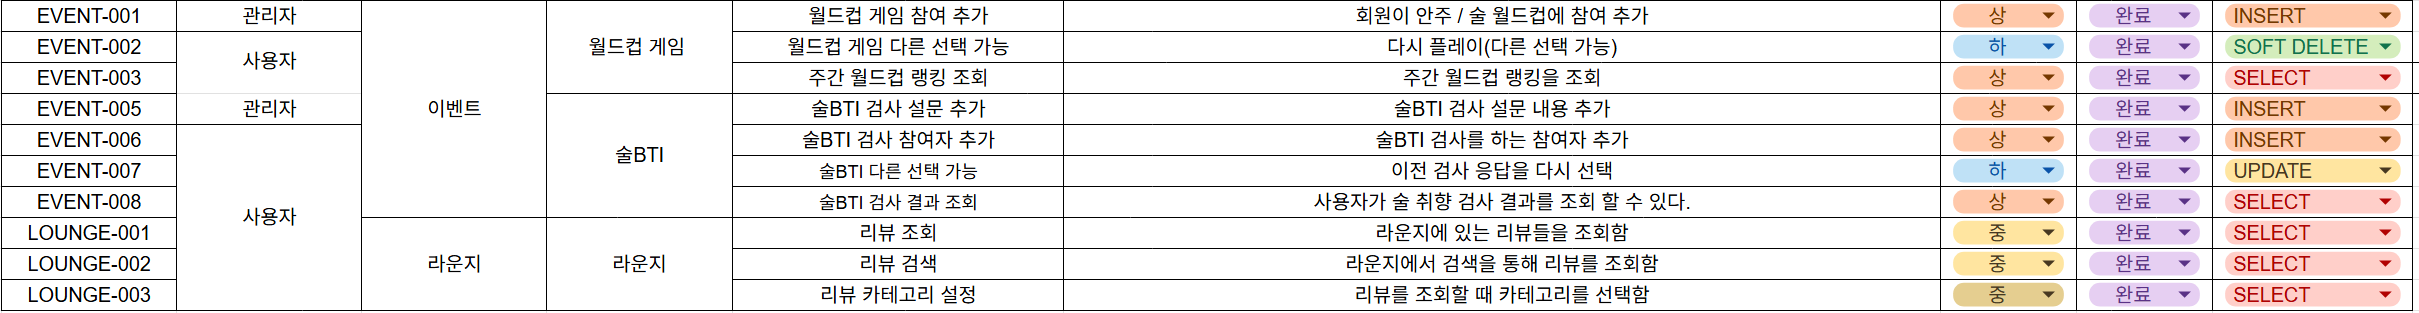 EVENT-001 관리자 이벤트 월드컵 게임 월드컵 게임 참여 추가 회원이 안주 / 술 월드컵에 참여 추가 상 완료 INSERT
EVENT-002 사용자 월드컵 게임 다른 선택 가능 다시 플레이(다른 선택 가능) 하 완료 SOFT DELETE
EVENT-003 주간 월드컵 랭킹 조회 주간 월드컵 랭킹을 조회 상 완료 SELECT
EVENT-005 관리자 술BTI 술BTI 검사 설문 추가 술BTI 검사 설문 내용 추가 상 완료 INSERT
EVENT-006 사용자 술BTI 검사 참여자 추가 술BTI 검사를 하는 참여자 추가 상 완료 INSERT
EVENT-007 술BTI 다른 선택 가능 이전 검사 응답을 다시 선택 하 완료 UPDATE
EVENT-008 술BTI 검사 결과 조회 사용자가 술 취향 검사 결과를 조회 할 수 있다. 상 완료 SELECT
LOUNGE-001 라운지 라운지 리뷰 조회 라운지에 있는 리뷰들을 조회함 중 완료 SELECT
LOUNGE-002 리뷰 검색 라운지에서 검색을 통해 리뷰를 조회함 중 완료 SELECT
LOUNGE-003 리뷰 카테고리 설정 리뷰를 조회할 때 카테고리를 선택함 중 완료 SELECT